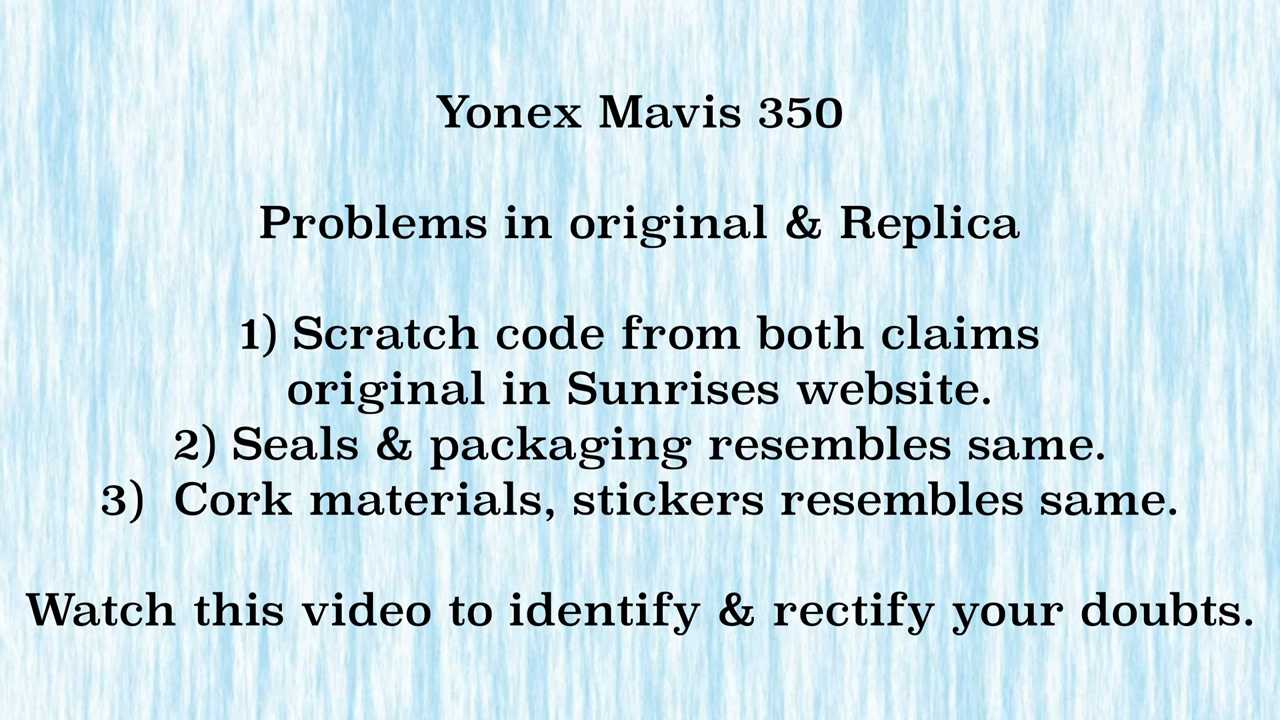 Yonex Mavis 350
Problems in original & Replica
1) Scratch code from both claims
original in Sunrises website.
2) Seals & packaging resembles same.
3) Cork materials, stickers resembles same.
Watch this video to identify & rectify your doubts.